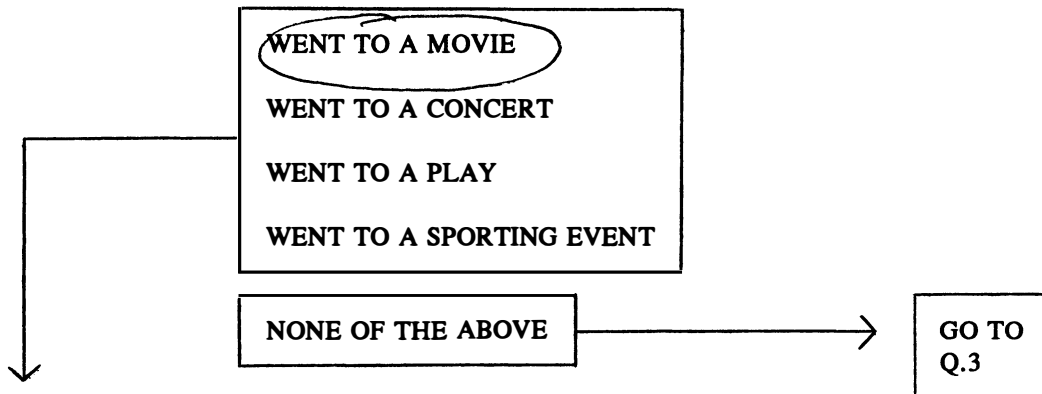 WENT TO A MOVIE
WENT TO A CONCERT
WENT TO A PLAY
WENT TO A SPORTING EVENT
NONE OF THE ABOVE
GO TO
Q.3